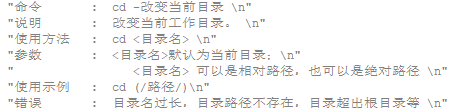 "命令      :  cd -改变当前目录 \n"
"说明      :  改变当前工作目录。 \n"
"使用方法  :  cd <目录名> \n"
"参数      :  <目录名>默认为当前目录；\n"
"             <目录名> 可以是相对路径，也可以是绝对路径 \n"
"使用示例  :  cd (/路径/)\n"
"错误      :  目录名过长，目录路径不存在，目录超出根目录等 \n"